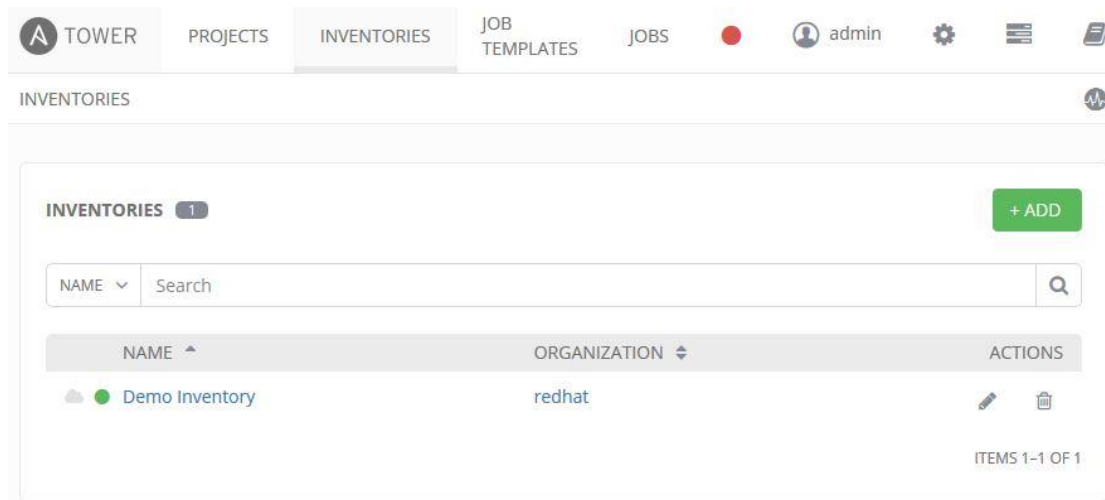 A TOWER PROJECTS INVENTORIES JOB TEMPLATES JOBS admin
INVENTORIES
INVENTORIES 1 + ADD
NAME Search
NAME ORGANIZATION ACTIONS
Demo Inventory redhat
ITEMS 1–1 OF 1